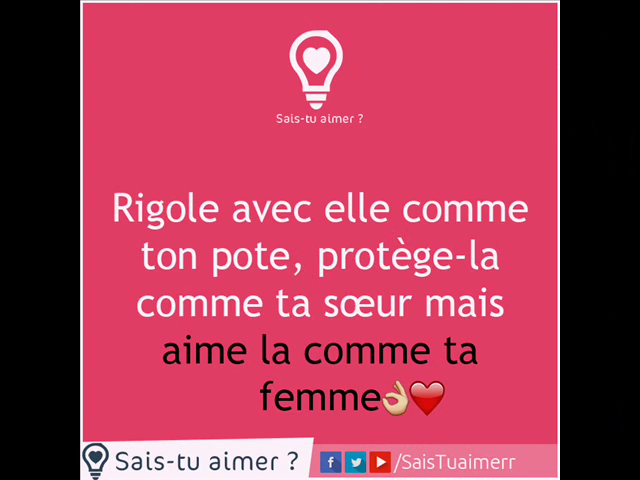 Sais-tu aimer ?
Rigole avec elle comme
ton pote, protège-la
comme ta sœur mais
aime la comme ta
femme👌❤️
Sais-tu aimer ?
/SaisTuaimerr